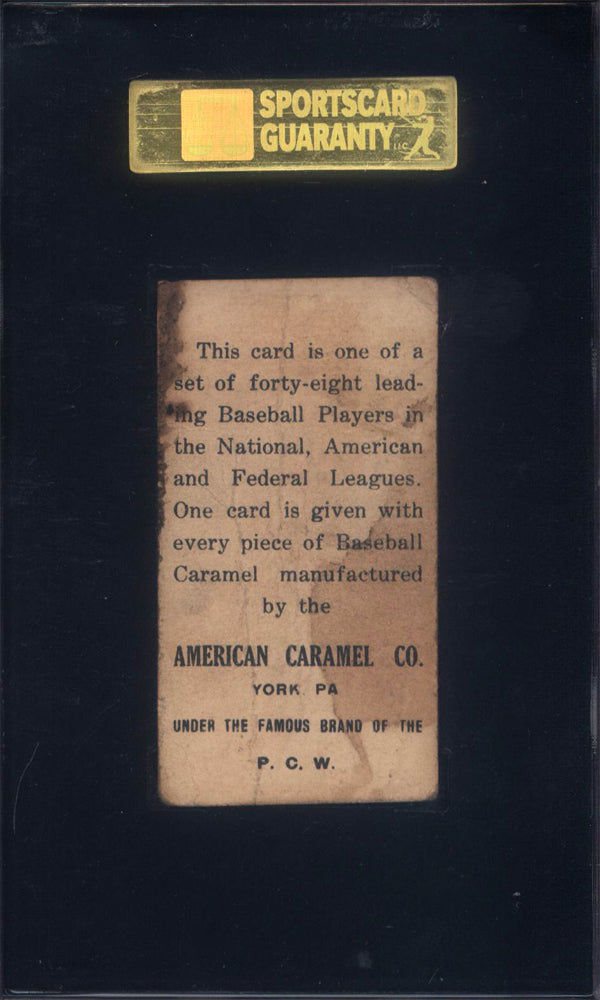 SPORTSCARD
GUARANTY LLC
This card is one of a
set of forty-eight lead-
ing Baseball Players in
the National, American
and Federal Leagues.
One card is given with
every piece of Baseball
Caramel manufactured
by the
AMERICAN CARAMEL CO.
YORK PA
UNDER THE FAMOUS BRAND OF THE
P. C. W.